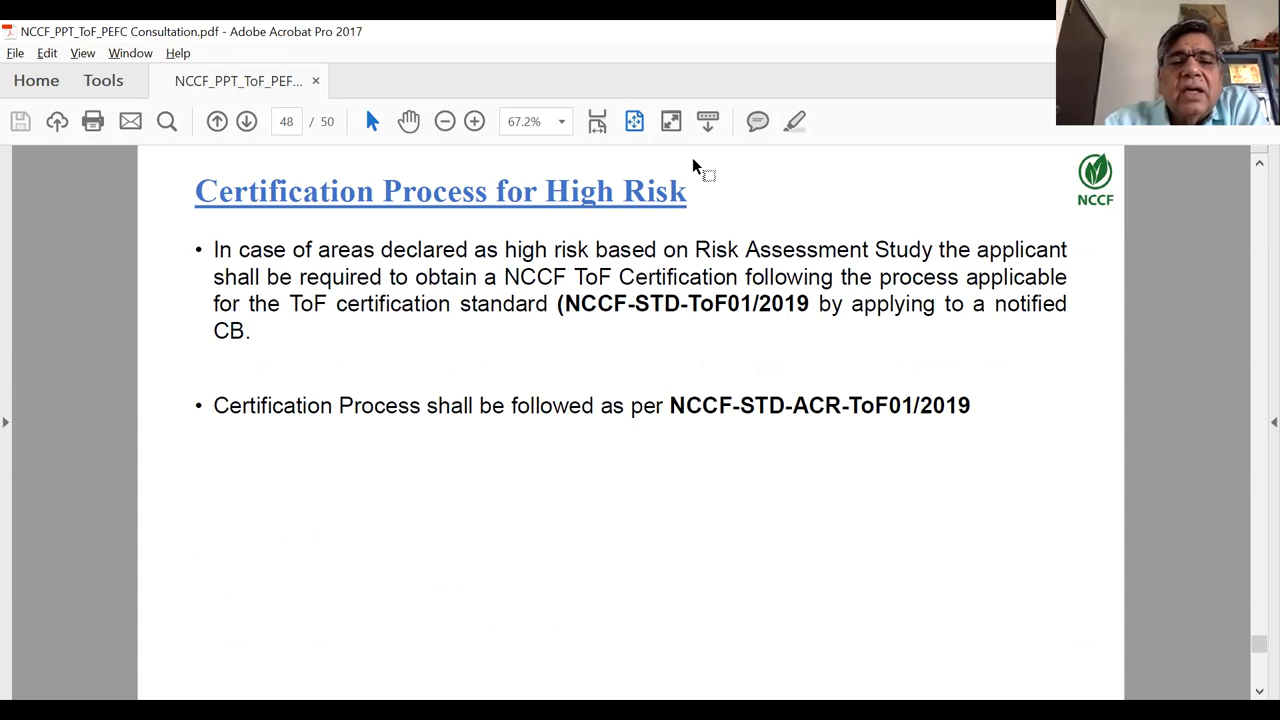 NCCF_PPT_ToF_PEFC Consultation.pdf - Adobe Acrobat Pro 2017
File Edit View Window Help
Home Tools NCCF_PPT_ToF_PEF... ×
48 / 50 67.2%
NCCF
Certification Process for High Risk
• In case of areas declared as high risk based on Risk Assessment Study the applicant
shall be required to obtain a NCCF ToF Certification following the process applicable
for the ToF certification standard (NCCF-STD-ToF01/2019 by applying to a notified
CB.
• Certification Process shall be followed as per NCCF-STD-ACR-ToF01/2019